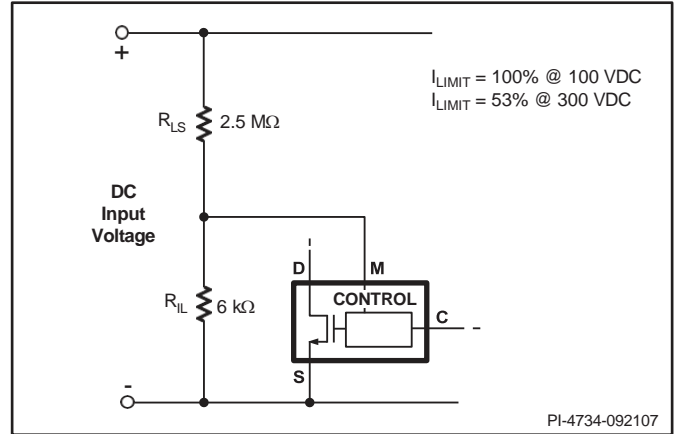 +
I_LIMIT = 100% @ 100 VDC
I_LIMIT = 53% @ 300 VDC
R_LS 2.5 MΩ
DC
Input
Voltage
D M
CONTROL
C
R_IL 6 kΩ
S
-
PI-4734-092107